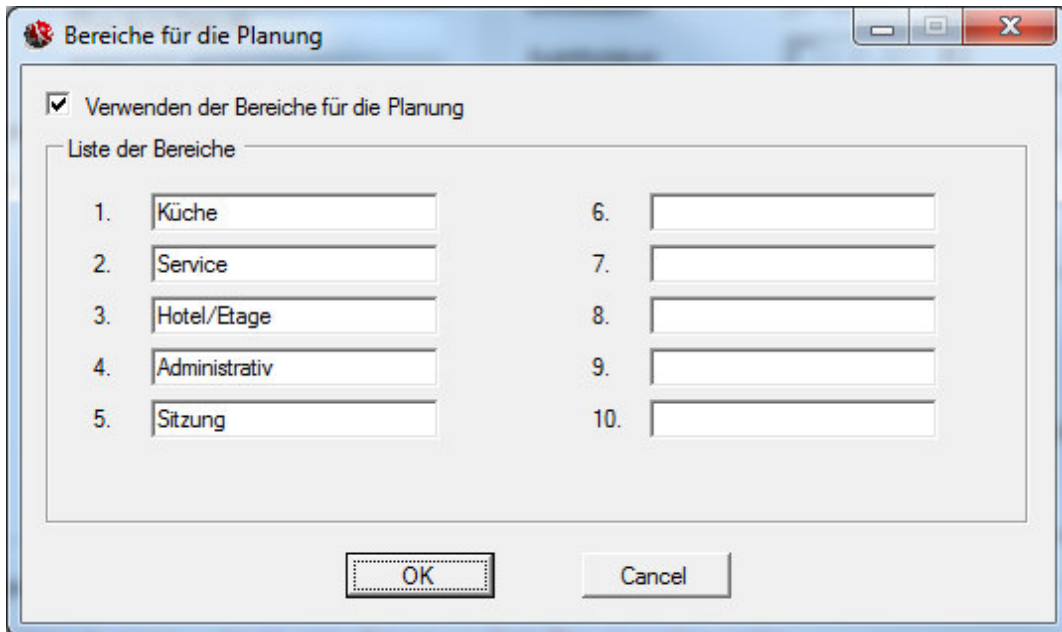 Bereiche für die Planung
Verwenden der Bereiche für die Planung
Liste der Bereiche
1. Küche
2. Service
3. Hotel/Etage
4. Administrativ
5. Sitzung
6.
7.
8.
9.
10.
OK
Cancel